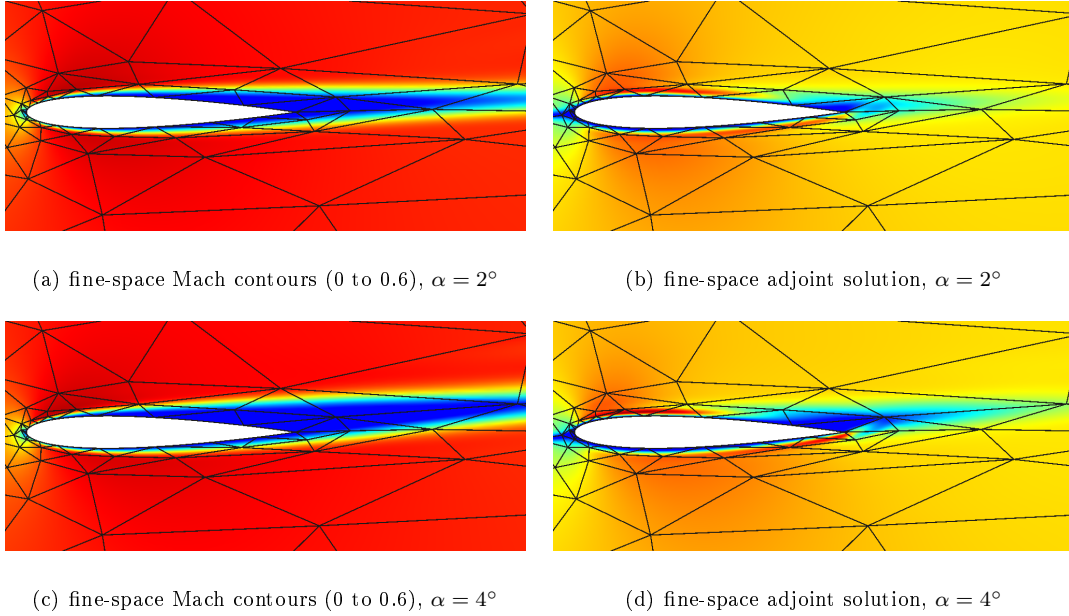 (a) fine-space Mach contours (0 to 0.6), α = 2°
(b) fine-space adjoint solution, α = 2°
(c) fine-space Mach contours (0 to 0.6), α = 4°
(d) fine-space adjoint solution, α = 4°